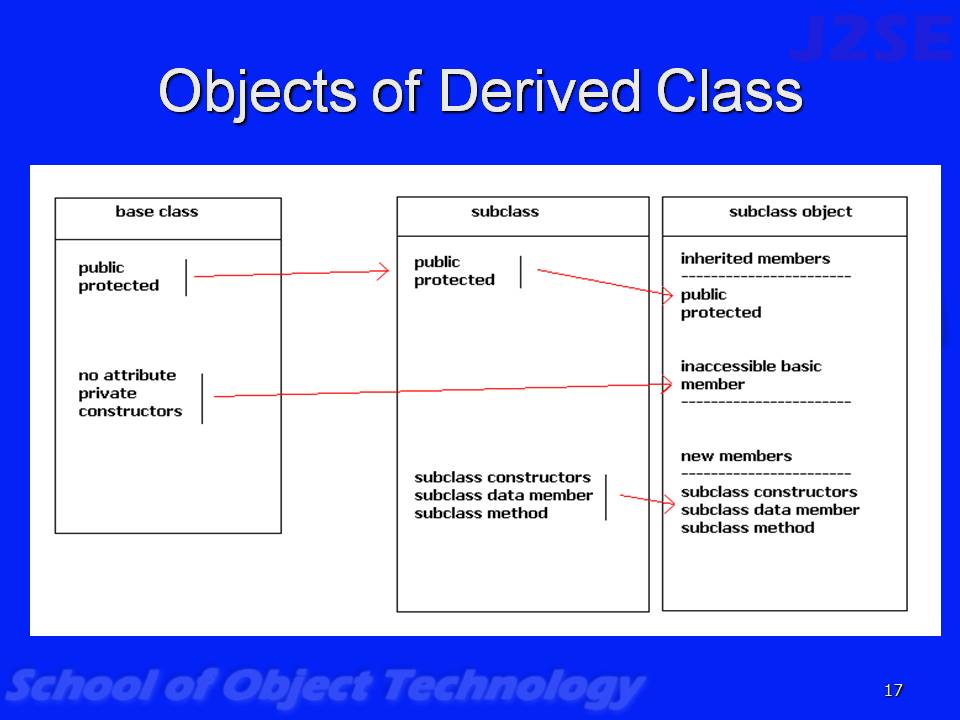 J2SE
Objects of Derived Class
base class
public
protected
no attribute
private
constructors
subclass
public
protected
subclass constructors
subclass data member
subclass method
subclass object
inherited members
-----------------------
public
protected
inaccessible basic
member
-----------------------
new members
-----------------------
subclass constructors
subclass data member
subclass method
School of Object Technology
17